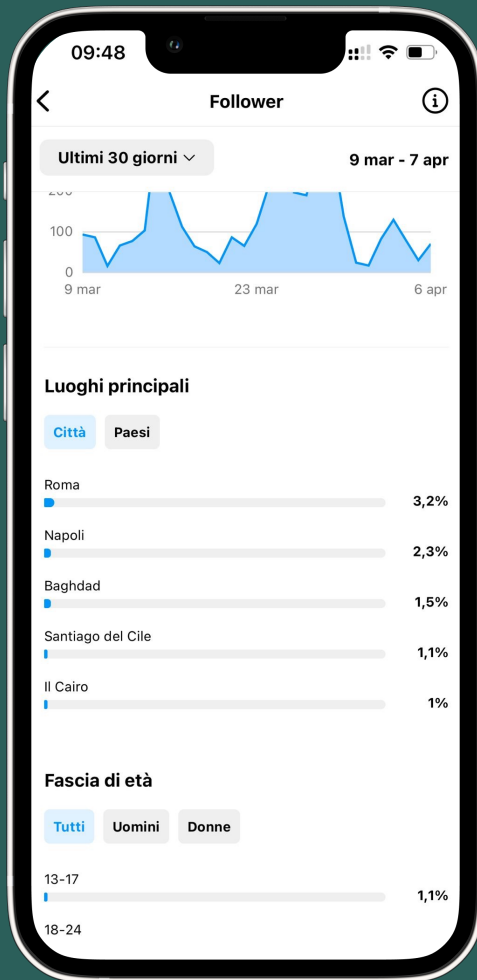 09:48
Follower
Ultimi 30 giorni
9 mar - 7 apr
200
100
0
9 mar 23 mar 6 apr
Luoghi principali
Città Paesi
Roma
3,2%
Napoli
2,3%
Baghdad
1,5%
Santiago del Cile
1,1%
Il Cairo
1%
Fascia di età
Tutti Uomini Donne
13-17
1,1%
18-24